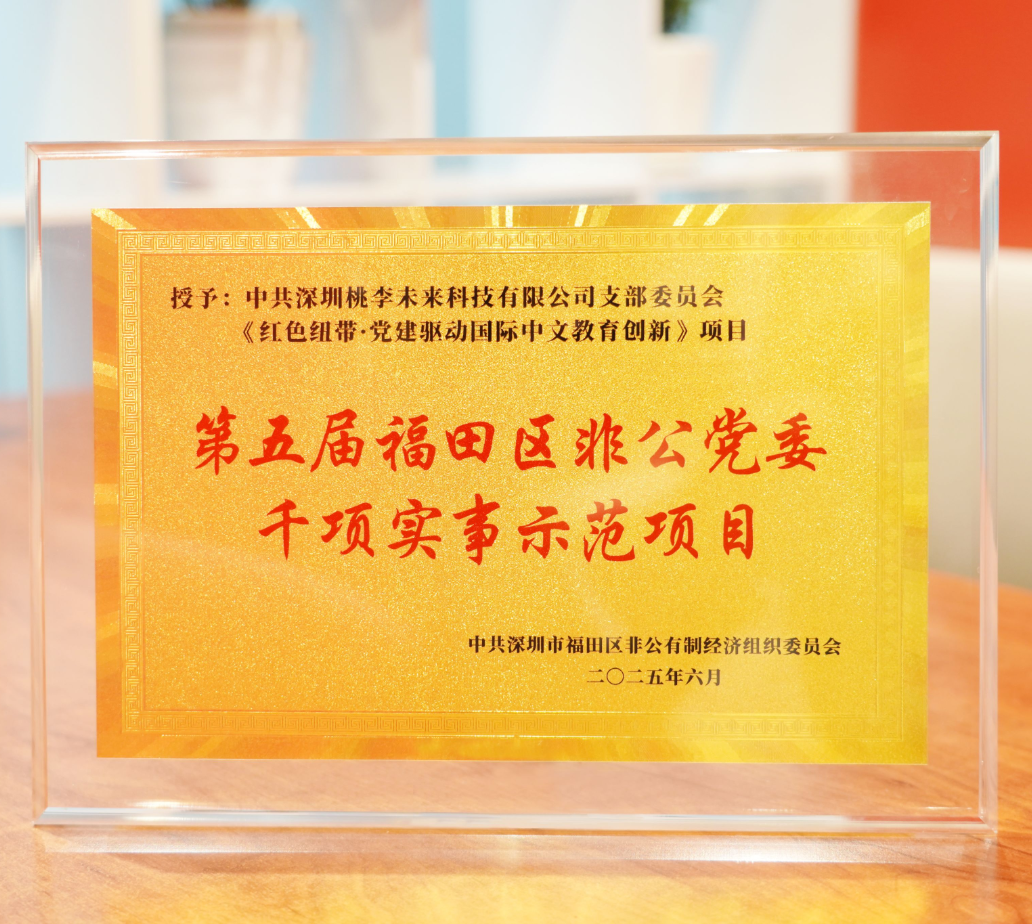 授予：中共深圳桃李未来科技有限公司支部委员会
《红色纽带·党建驱动国际中文教育创新》项目
第五届福田区非公党委
千项实事示范项目
中共深圳市福田区非公有制经济组织委员会
二〇二五年六月